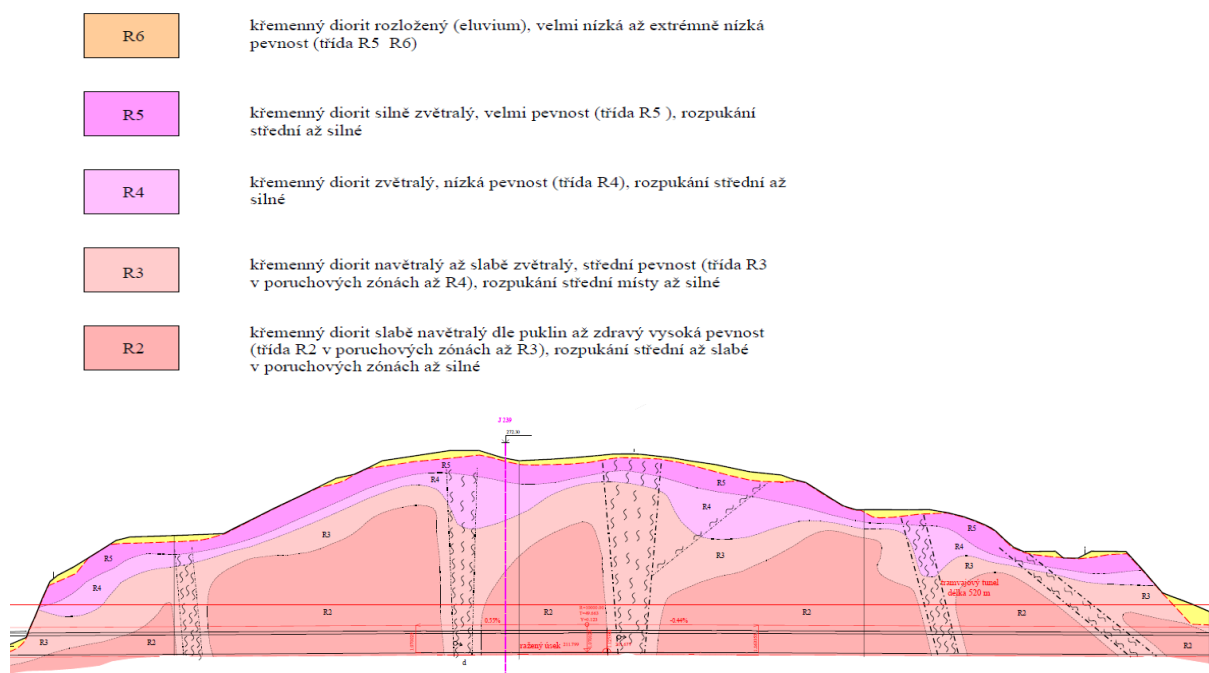 R6
křemenný diorit rozložený (eluvium), velmi nízká až extrémně nízká
pevnost (třída R5 R6)
R5
křemenný diorit silně zvětralý, velmi pevnost (třída R5 ), rozpukání
střední až silné
R4
křemenný diorit zvětralý, nízká pevnost (třída R4), rozpukání střední až
silné
R3
křemenný diorit navětralý až slabě zvětralý, střední pevnost (třída R3
v poruchových zónách až R4), rozpukání střední místy až silné
R2
křemenný diorit slabě navětralý dle puklin až zdravý vysoká pevnost
(třída R2 v poruchových zónách až R3), rozpukání střední až slabé
v poruchových zónách až silné
J 239
R5
R4
R5
R4
R5
R3
R3
R4
R5
R4
R3
tramvajový tunel
délka 520 m
R2
R2
R2
R2
0.55%
-0.44%
R3
R2
ražený úsek
R2
d